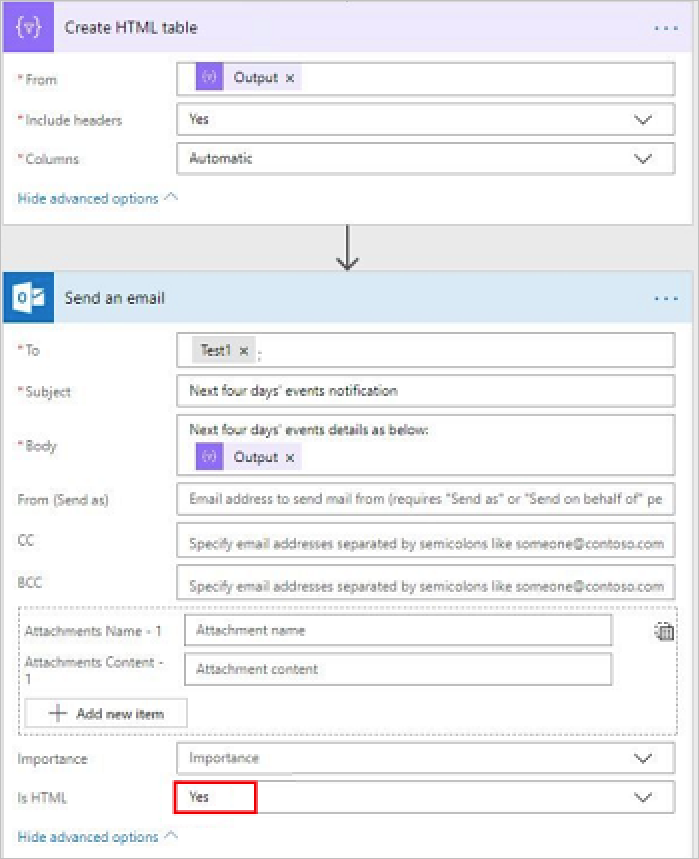 Create HTML table
* From
Output ×
* Include headers
Yes
* Columns
Automatic
Hide advanced options
Send an email
* To
Test1 × ;
* Subject
Next four days' events notification
* Body
Next four days' events details as below:
Output ×
From (Send as)
Email address to send mail from (requires "Send as" or "Send on behalf of" pe
CC
Specify email addresses separated by semicolons like someone@contoso.com
BCC
Specify email addresses separated by semicolons like someone@contoso.com
Attachments Name - 1
Attachment name
Attachments Content -
1
Attachment content
Add new item
Importance
Importance
Is HTML
Yes
Hide advanced options